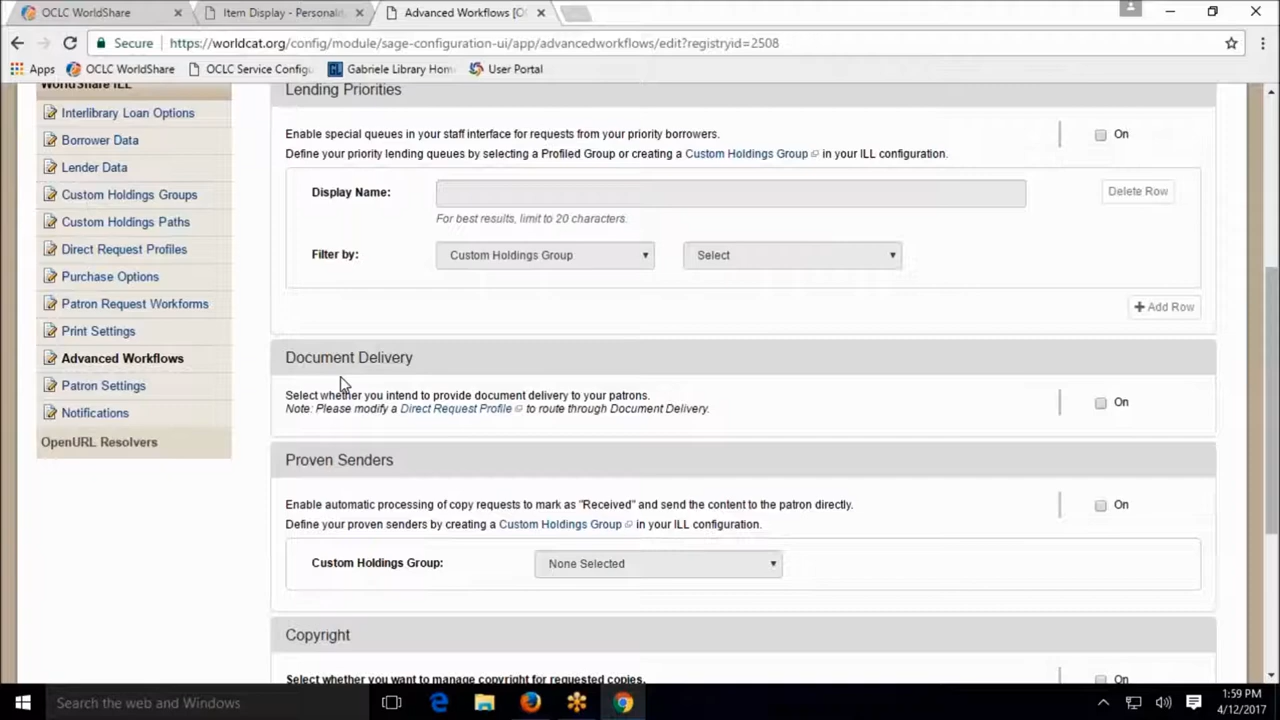 OCLC WorldShare
Item Display - Personali
Advanced Workflows [O
Secure
https://worldcat.org/config/module/sage-configuration-ui/app/advancedworkflows/edit?registryid=2508
Apps
OCLC WorldShare
OCLC Service Configu
Gabriele Library Hom
User Portal
WorldShare ILL
Interlibrary Loan Options
Borrower Data
Lender Data
Custom Holdings Groups
Custom Holdings Paths
Direct Request Profiles
Purchase Options
Patron Request Workforms
Print Settings
Advanced Workflows
Patron Settings
Notifications
OpenURL Resolvers
Lending Priorities
Enable special queues in your staff interface for requests from your priority borrowers.
On
Define your priority lending queues by selecting a Profiled Group or creating a Custom Holdings Group in your ILL configuration.
Display Name:
Delete Row
For best results, limit to 20 characters.
Filter by:
Custom Holdings Group
Select
+ Add Row
Document Delivery
Select whether you intend to provide document delivery to your patrons.
On
Note: Please modify a Direct Request Profile to route through Document Delivery.
Proven Senders
Enable automatic processing of copy requests to mark as "Received" and send the content to the patron directly.
On
Define your proven senders by creating a Custom Holdings Group in your ILL configuration.
Custom Holdings Group:
None Selected
Copyright
Select whether you want to manage copyright for requested copies.
On
Search the web and Windows
1:59 PM
4/12/2017